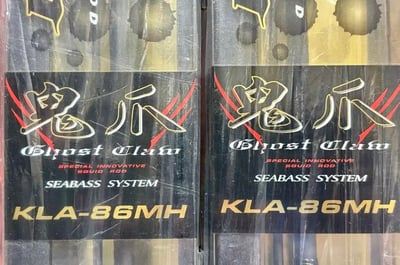 鬼爪
Ghost Claw
SPECIAL INNOVATIVE
SQUID ROD
SEABASS SYSTEM
KLA-86MH
鬼爪
Ghost Claw
SPECIAL INNOVATIVE
SQUID ROD
SEABASS SYSTEM
KLA-86MH